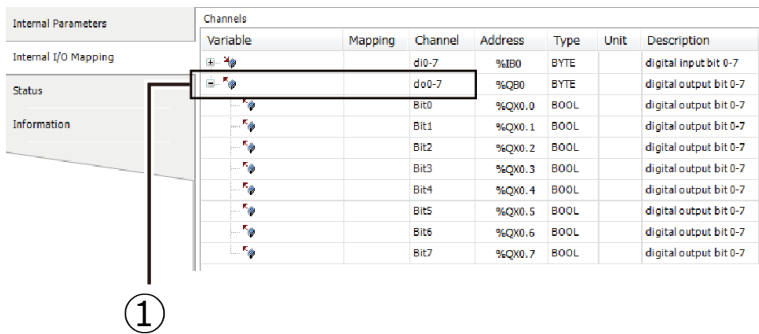 Internal Parameters
Internal I/O Mapping
Status
Information
Channels
Variable Mapping Channel Address Type Unit Description
di0-7 %IB0 BYTE digital input bit 0-7
do0-7 %QB0 BYTE digital output bit 0-7
Bit0 %QX0.0 BOOL digital output bit 0-7
Bit1 %QX0.1 BOOL digital output bit 0-7
Bit2 %QX0.2 BOOL digital output bit 0-7
Bit3 %QX0.3 BOOL digital output bit 0-7
Bit4 %QX0.4 BOOL digital output bit 0-7
Bit5 %QX0.5 BOOL digital output bit 0-7
Bit6 %QX0.6 BOOL digital output bit 0-7
Bit7 %QX0.7 BOOL digital output bit 0-7
①